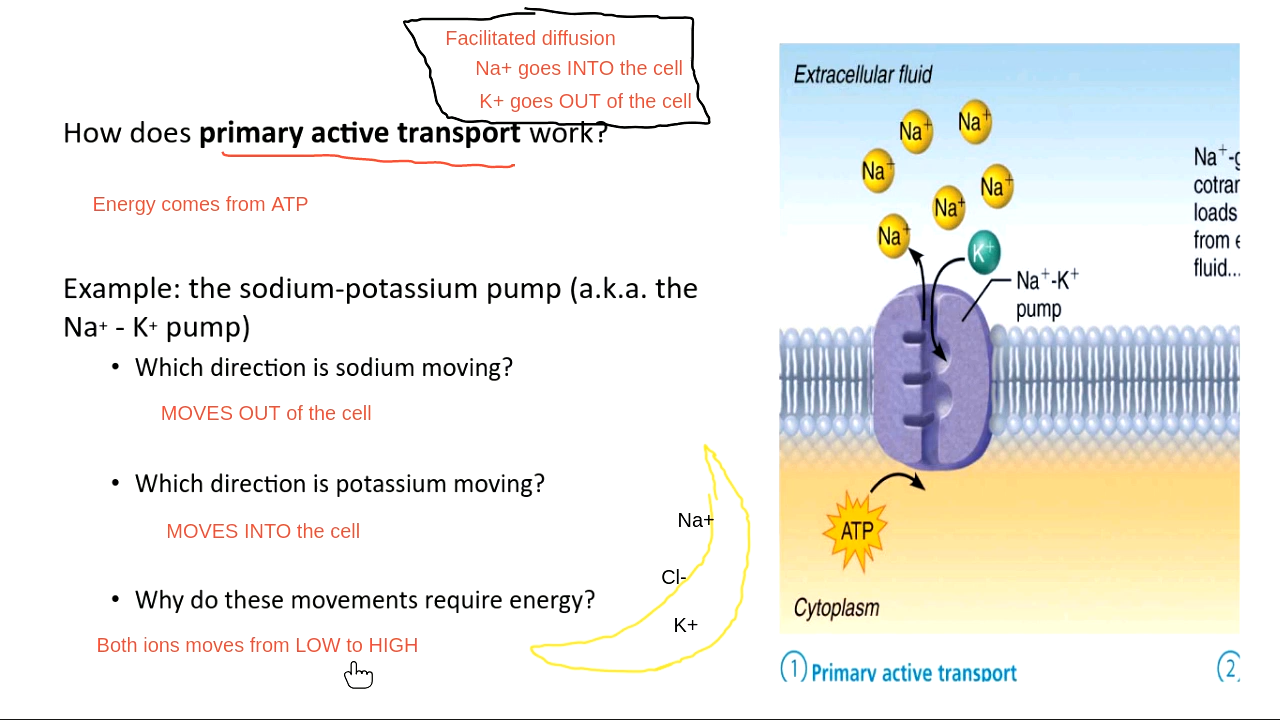 Facilitated diffusion
Na+ goes INTO the cell
K+ goes OUT of the cell
How does primary active transport work?
Energy comes from ATP
Example: the sodium-potassium pump (a.k.a. the
Na+ - K+ pump)
• Which direction is sodium moving?
MOVES OUT of the cell
• Which direction is potassium moving?
MOVES INTO the cell
• Why do these movements require energy?
Both ions moves from LOW to HIGH
Na+
Cl-
K+
Extracellular fluid
Na+
Na+
Na+
Na+
Na+
Na+
K+
Na+-K+
pump
ATP
Cytoplasm
1 Primary active transport
Na+-g
cotrar
loads
from e
fluid...
2